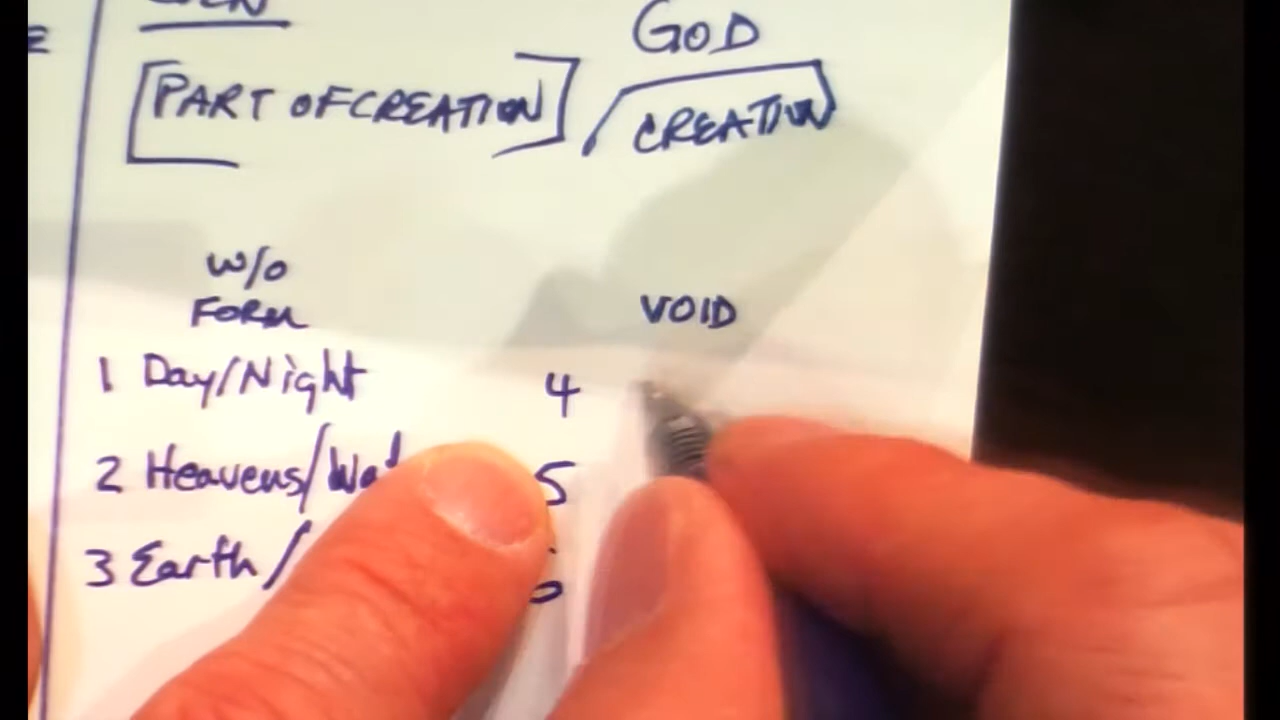 GOD
[PART OF CREATION] / CREATION
W/O
FORM
VOID
1 Day/Night 4
2 Heavens/ 5
3 Earth/